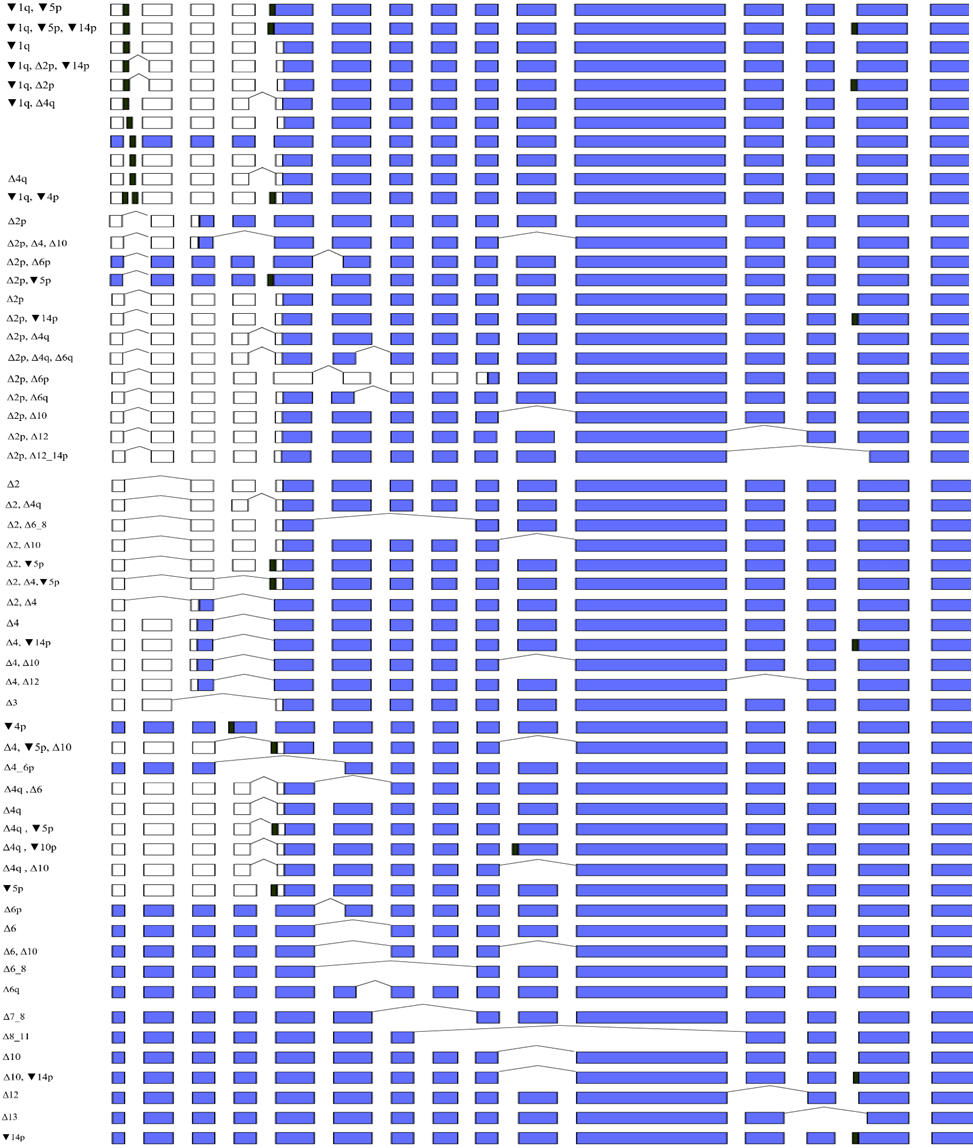 ▼1q, ▼5p
▼1q, ▼5p, ▼14p
▼1q
▼1q, Δ2p, ▼14p
▼1q, Δ2p
▼1q, Δ4q
Δ4q
▼1q, ▼4p
Δ2p
Δ2p, Δ4, Δ10
Δ2p, Δ6p
Δ2p, ▼5p
Δ2p
Δ2p, ▼14p
Δ2p, Δ4q
Δ2p, Δ4q, Δ6q
Δ2p, Δ6p
Δ2p, Δ6q
Δ2p, Δ10
Δ2p, Δ12
Δ2p, Δ12_14p
Δ2
Δ2, Δ4q
Δ2, Δ6_8
Δ2, Δ10
Δ2, ▼5p
Δ2, Δ4,▼5p
Δ2, Δ4
Δ4
Δ4, ▼14p
Δ4, Δ10
Δ4, Δ12
Δ3
▼4p
Δ4, ▼5p, Δ10
Δ4_6p
Δ4q , Δ6
Δ4q
Δ4q , ▼5p
Δ4q , ▼10p
Δ4q , Δ10
▼5p
Δ6p
Δ6
Δ6, Δ10
Δ6_8
Δ6q
Δ7_8
Δ8_11
Δ10
Δ10, ▼14p
Δ12
Δ13
▼14p